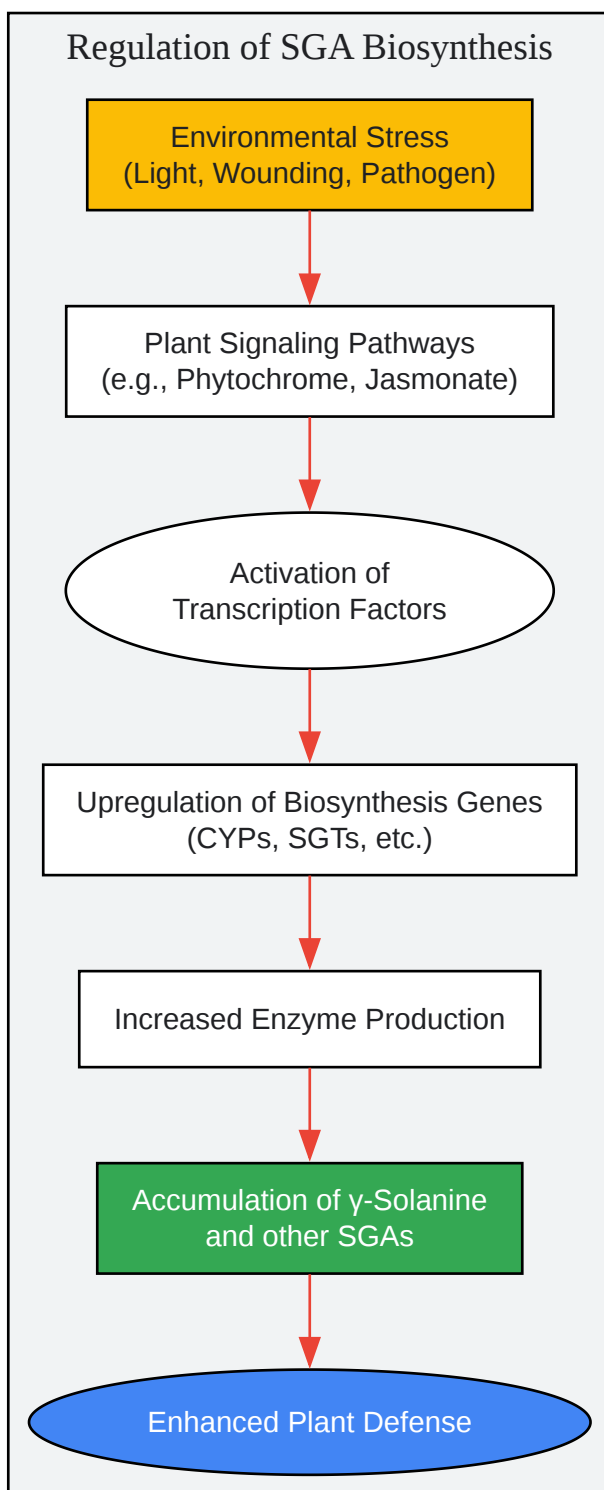 Regulation of SGA Biosynthesis
Environmental Stress
(Light, Wounding, Pathogen)
Plant Signaling Pathways
(e.g., Phytochrome, Jasmonate)
Activation of
Transcription Factors
Upregulation of Biosynthesis Genes
(CYPs, SGTs, etc.)
Increased Enzyme Production
Accumulation of γ-Solanine
and other SGAs
Enhanced Plant Defense